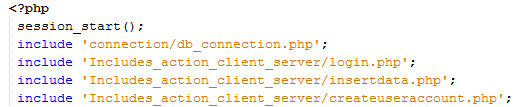 <?php
session_start();
include 'connection/db_connection.php';
include 'Includes_action_client_server/login.php';
include 'Includes_action_client_server/insertdata.php';
include 'Includes_action_client_server/createuseraccount.php';